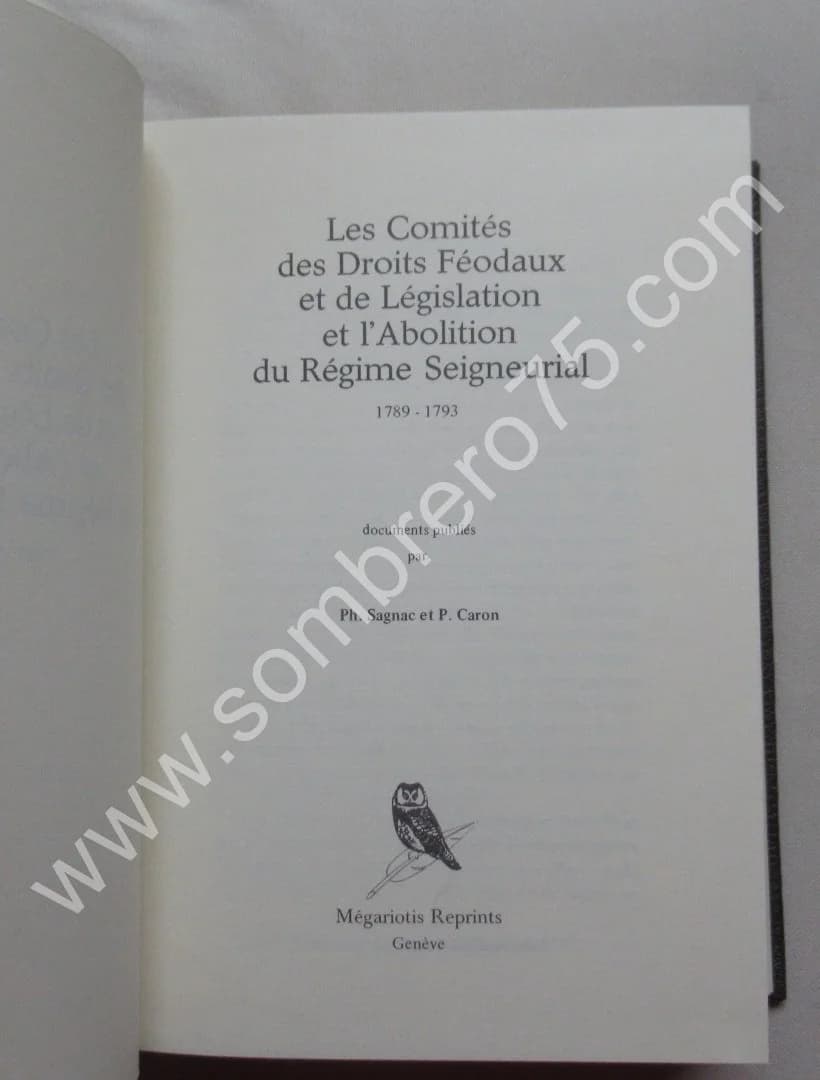 Les Comités
des Droits Féodaux
et de Législation
et l'Abolition
du Régime Seigneurial
1789 - 1793
documents publiés
par
Ph. Sagnac et P. Caron
Mégariotis Reprints
Genève
www.sombrero75.com